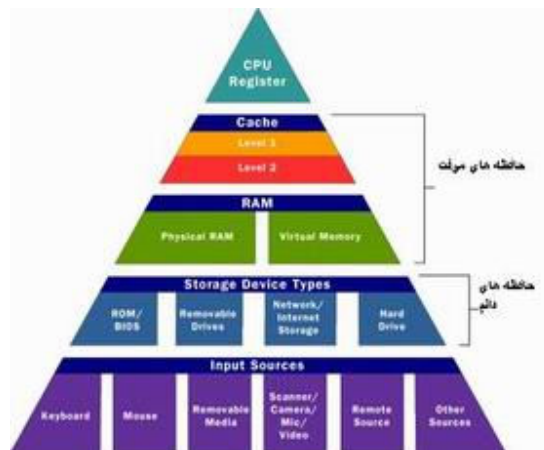 CPU
Register
Cache
Level 1
Level 2
حافظه های موقت
RAM
Physical RAM
Virtual Memory
Storage Device Types
ROM/
BIOS
Removable
Drives
Network/
Internet
Storage
Hard
Drive
حافظه های
دائم
Input Sources
Keyboard
Mouse
Removable
Media
Scanner/
Camera/
Mic/
Video
Remote
Source
Other
Sources